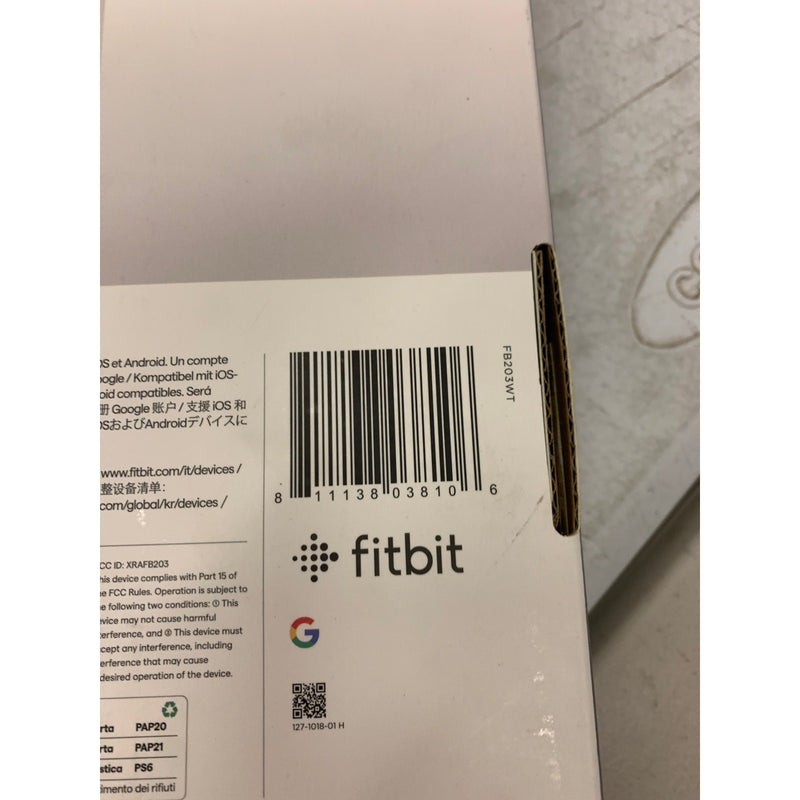 OS et Android. Un compte
oogle / Kompatibel mit iOS-
oid compatibles. Será
册 Google 账户 / 支援 iOS 和
OSおよびAndroidデバイスに
www.fitbit.com/it/devices /
整设备清单:
com/global/kr/devices /
CC ID: XRAFB203
his device complies with Part 15 of
e FCC Rules. Operation is subject to
e following two conditions: ① This
evice may not cause harmful
terference, and ② This device must
ccept any interference, including
erference that may cause
desired operation of the device.
rta PAP20
rta PAP21
stica PS6
imento dei rifiuti
FB203WT
8 11138 03810 6
fitbit
G
127-1018-01 H